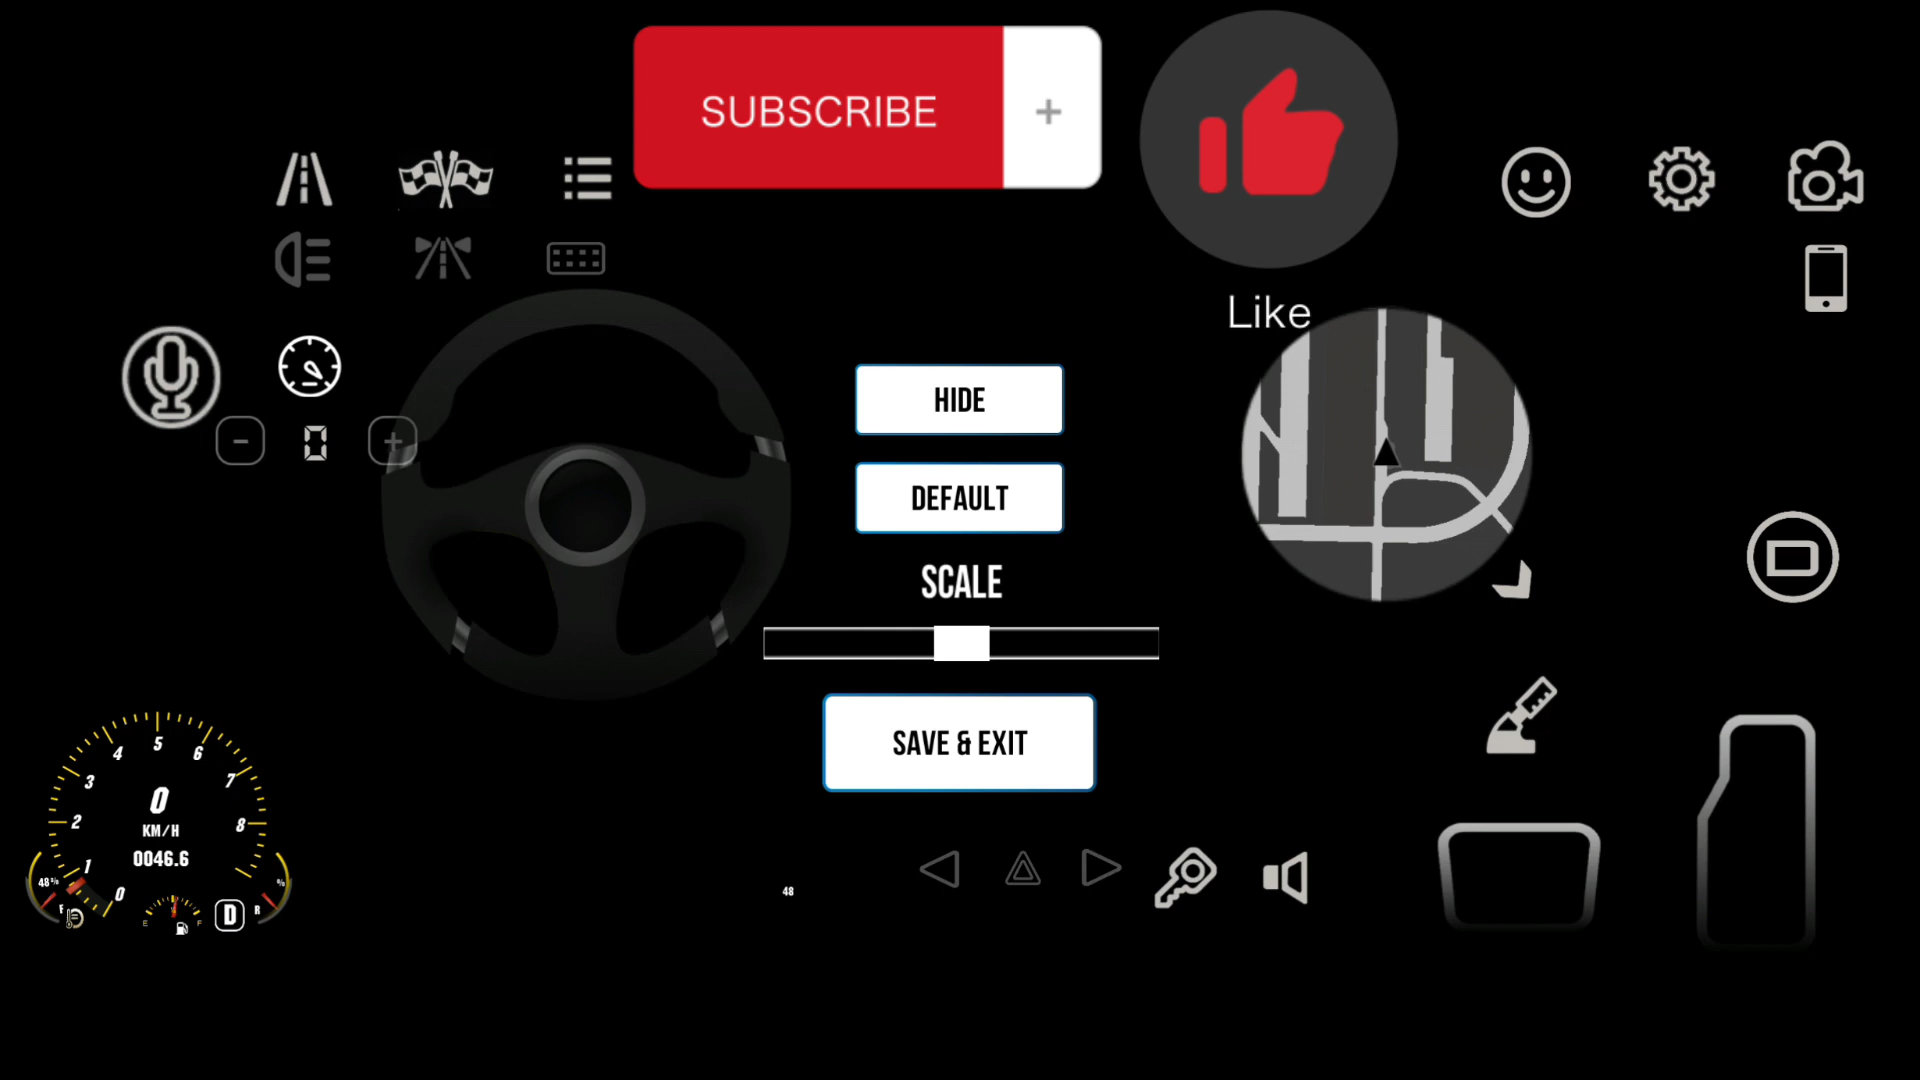 SUBSCRIBE +
Like
- 0 +
HIDE
DEFAULT
SCALE
SAVE & EXIT
0 1 2 3 4 5 6 7 8
0
KM/H
0046.6
48%
%
F
R
E
F
D
48